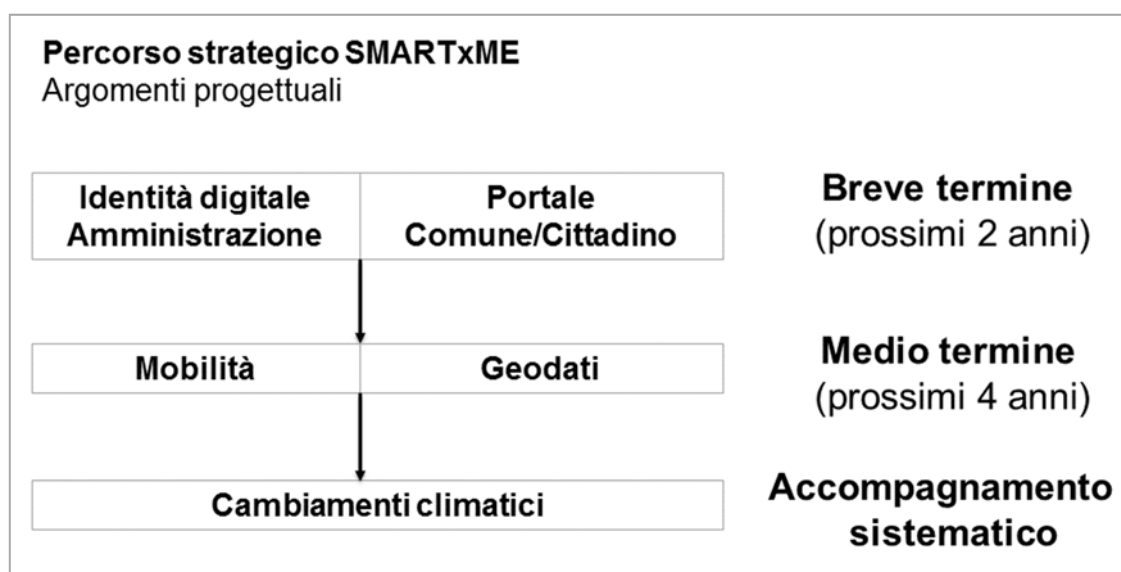 Percorso strategico SMARTxME
Argomenti progettuali
Identità digitale
Amministrazione
Portale
Comune/Cittadino
Breve termine
(prossimi 2 anni)
Mobilità
Geodati
Medio termine
(prossimi 4 anni)
Cambiamenti climatici
Accompagnamento
sistematico